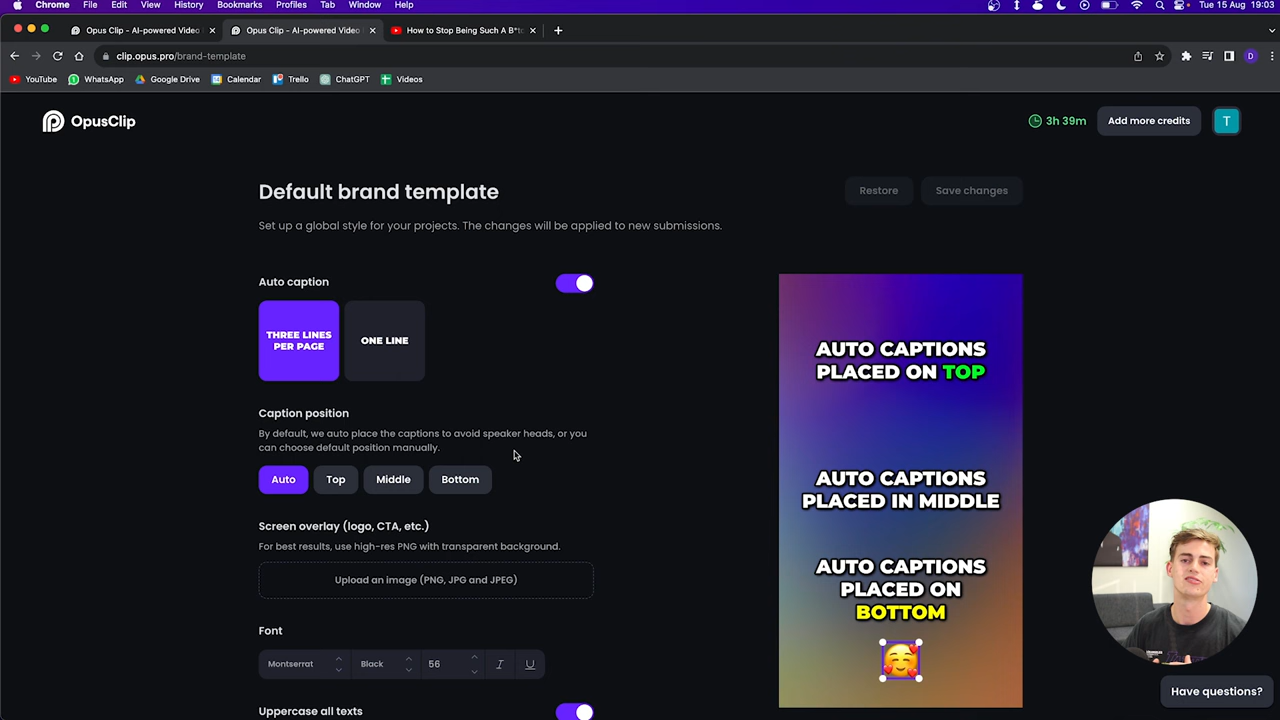 Chrome File Edit View History Bookmarks Profiles Tab Window Help Tue 15 Aug 19:03
Opus Clip - AI-powered Video Opus Clip - AI-powered Video How to Stop Being Such A B*tc
clip.opus.pro/brand-template D
YouTube WhatsApp Google Drive Calendar Trello ChatGPT Videos
OpusClip 3h 39m Add more credits T
Default brand template Restore Save changes
Set up a global style for your projects. The changes will be applied to new submissions.
Auto caption
THREE LINES
PER PAGE
ONE LINE
Caption position
By default, we auto place the captions to avoid speaker heads, or you
can choose default position manually.
Auto Top Middle Bottom
Screen overlay (logo, CTA, etc.)
For best results, use high-res PNG with transparent background.
Upload an image (PNG, JPG and JPEG)
Font
Montserrat Black 56 I U
Uppercase all texts
AUTO CAPTIONS
PLACED ON TOP
AUTO CAPTIONS
PLACED IN MIDDLE
AUTO CAPTIONS
PLACED ON
BOTTOM
Have questions?